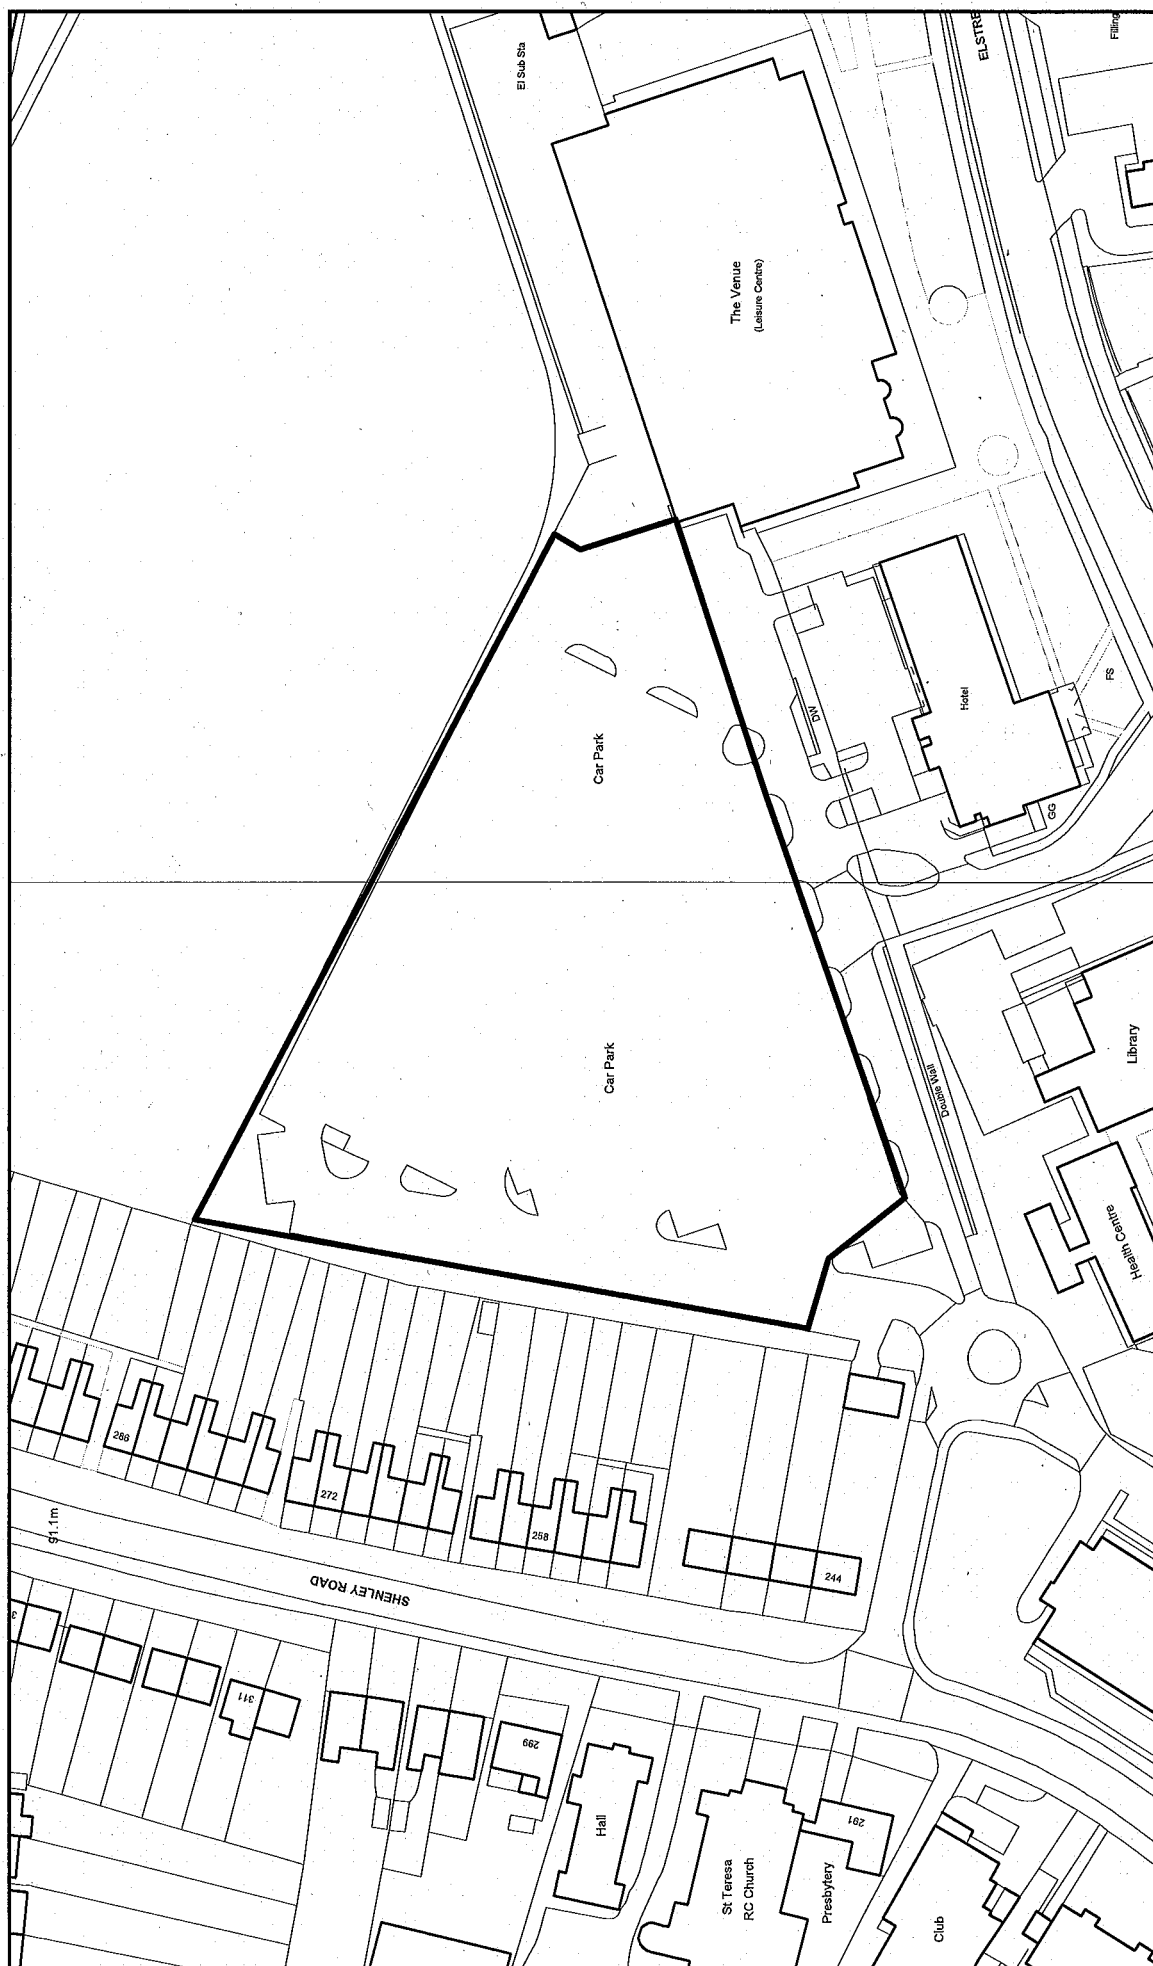 El Sub Sta
ELSTRE
Filling
The Venue
(Leisure Centre)
Car Park
DW
Hotel
FS
GG
Car Park
Double Wall
Library
Health Centre
286
272
258
244
91.1m
SHENLEY ROAD
3
311
299
Hall
291
St Teresa
RC Church
Presbytery
Club